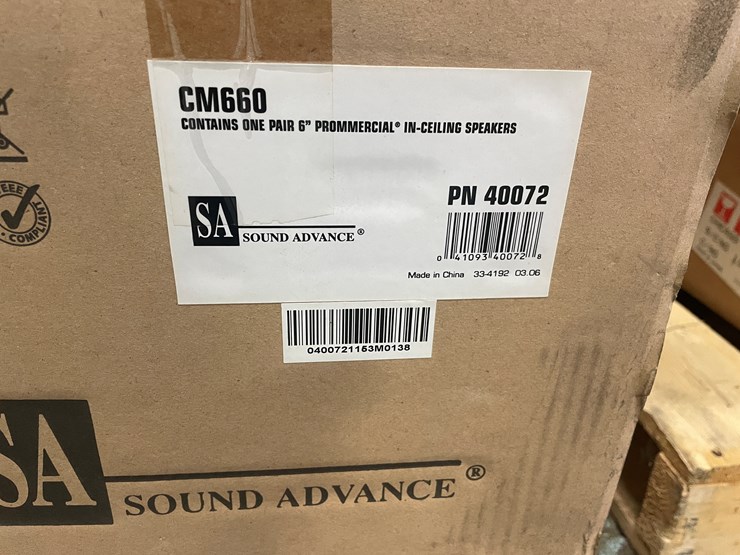 CM660
CONTAINS ONE PAIR 6” PROMMERCIAL® IN-CEILING SPEAKERS
PN 40072
SA SOUND ADVANCE®
0 41093 40072 8
Made in China 33-4192 03.06
0400721153M0138
COMPLIANT
SA SOUND ADVANCE®